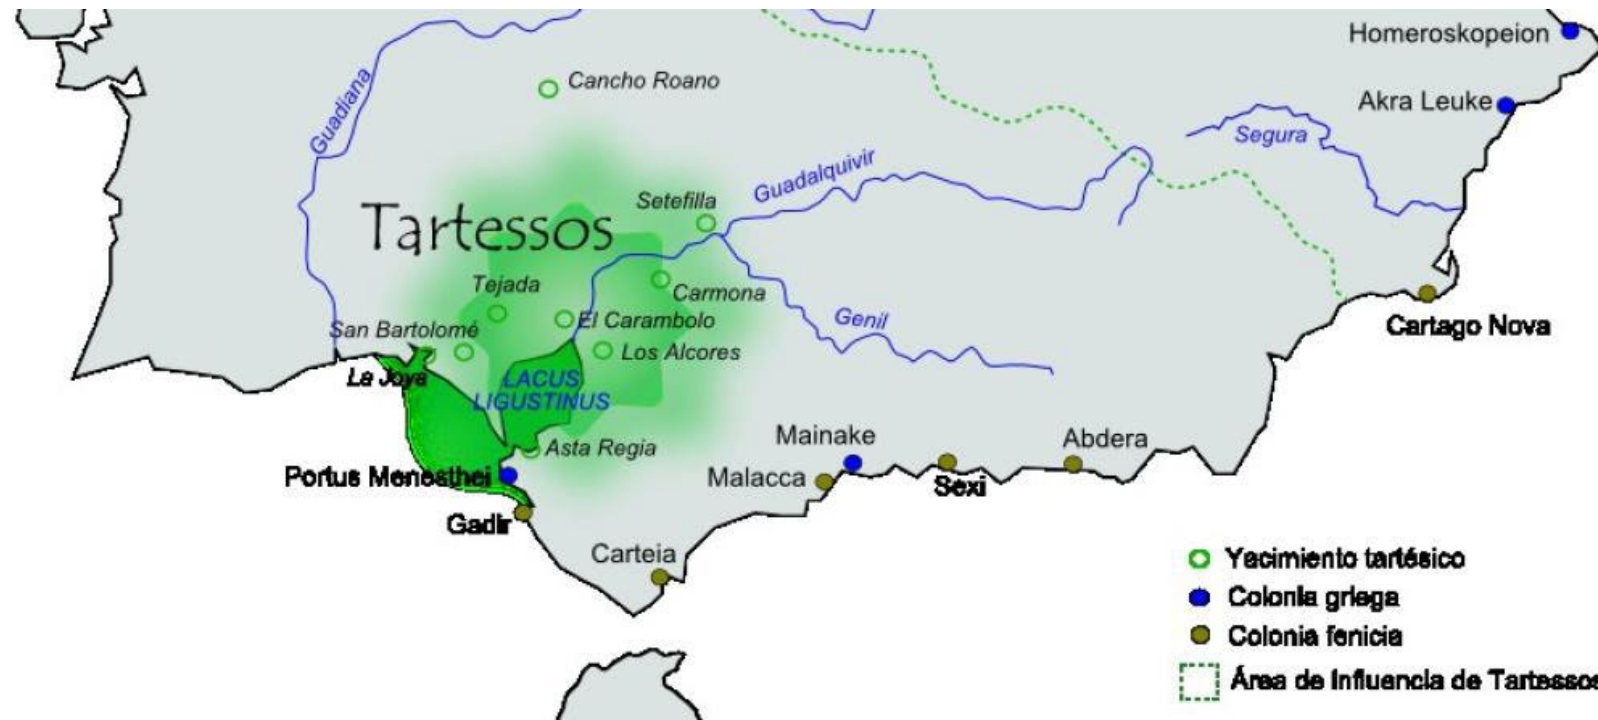 Homeroskopeion
Cancho Roano
Akra Leuke
Guadiana
Segura
Guadalquivir
Setefilla
Tartessos
Tejada
Carmona
San Bartolomé
El Carambolo
Genil
Cartago Nova
Los Alcores
La Joya
LACUS
LIGUSTINUS
Mainake
Abdera
Asta Regia
Portus Menesthei
Malacca
Sexi
Gadir
Carteia
Yacimiento tartésico
Colonia griega
Colonia fenicia
Área de Influencia de Tartessos